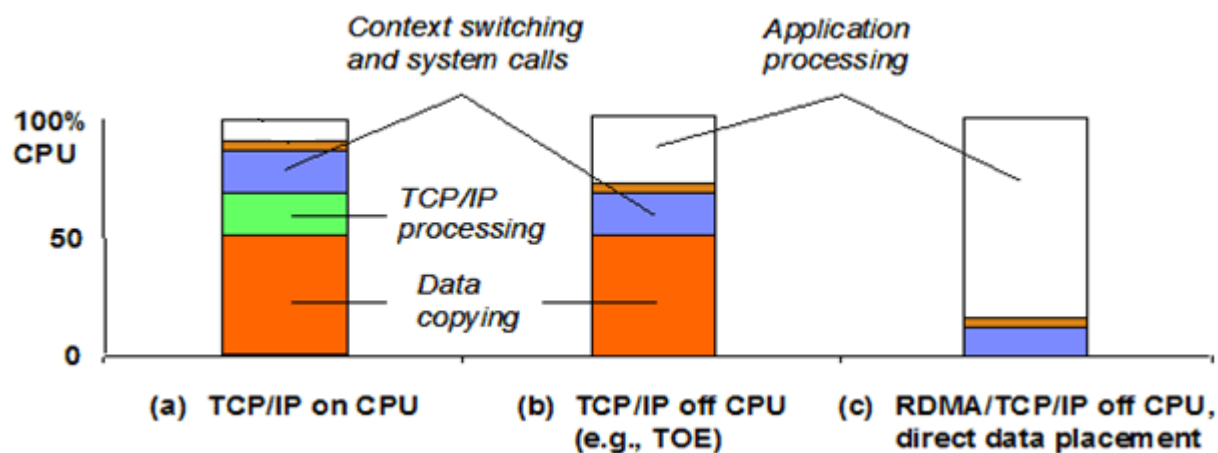 Context switching
and system calls
Application
processing
100%
CPU
TCP/IP
processing
50
Data
copying
0
(a) TCP/IP on CPU
(b) TCP/IP off CPU
(e.g., TOE)
(c) RDMA/TCP/IP off CPU,
direct data placement